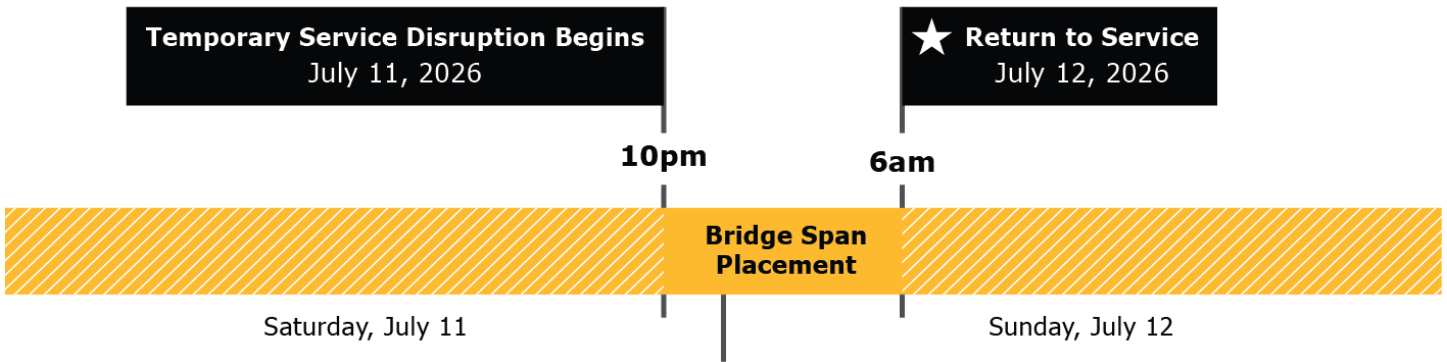 Temporary Service Disruption Begins
July 11, 2026
Return to Service
July 12, 2026
10pm
6am
Bridge Span
Placement
Saturday, July 11
Sunday, July 12